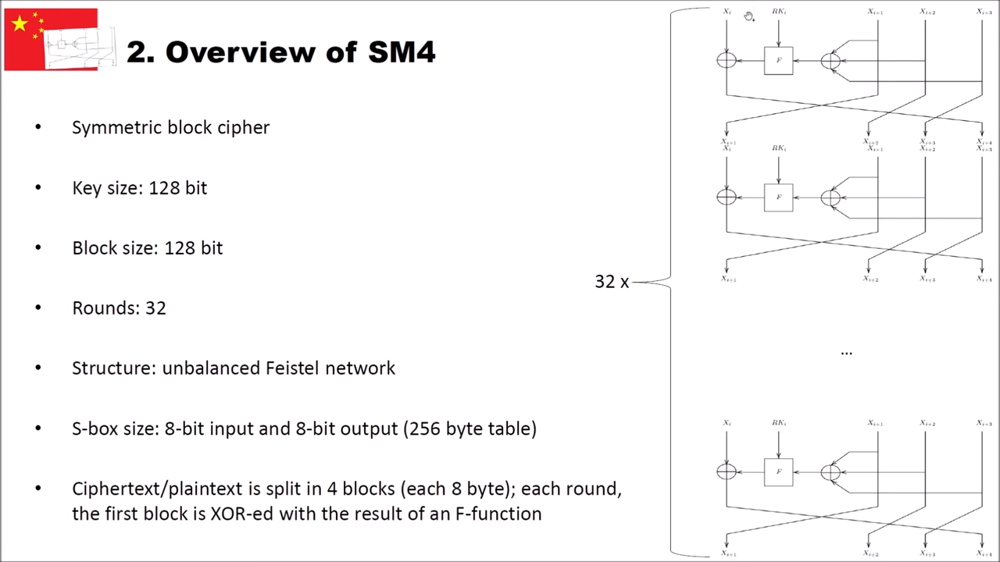 2. Overview of SM4
• Symmetric block cipher
• Key size: 128 bit
• Block size: 128 bit
• Rounds: 32
• Structure: unbalanced Feistel network
• S-box size: 8-bit input and 8-bit output (256 byte table)
• Ciphertext/plaintext is split in 4 blocks (each 8 byte); each round,
the first block is XOR-ed with the result of an F-function
32 x
X_i RK_i X_{i+1} X_{i+2} X_{i+3}
F
X_{i+1} X_{i+2} X_{i+3} X_{i+4}
X_i RK_i X_{i+1} X_{i+2} X_{i+3}
F
X_{i+1} X_{i+2} X_{i+3} X_{i+4}
...
X_i RK_i X_{i+1} X_{i+2} X_{i+3}
F
X_{i+1} X_{i+2} X_{i+3} X_{i+4}